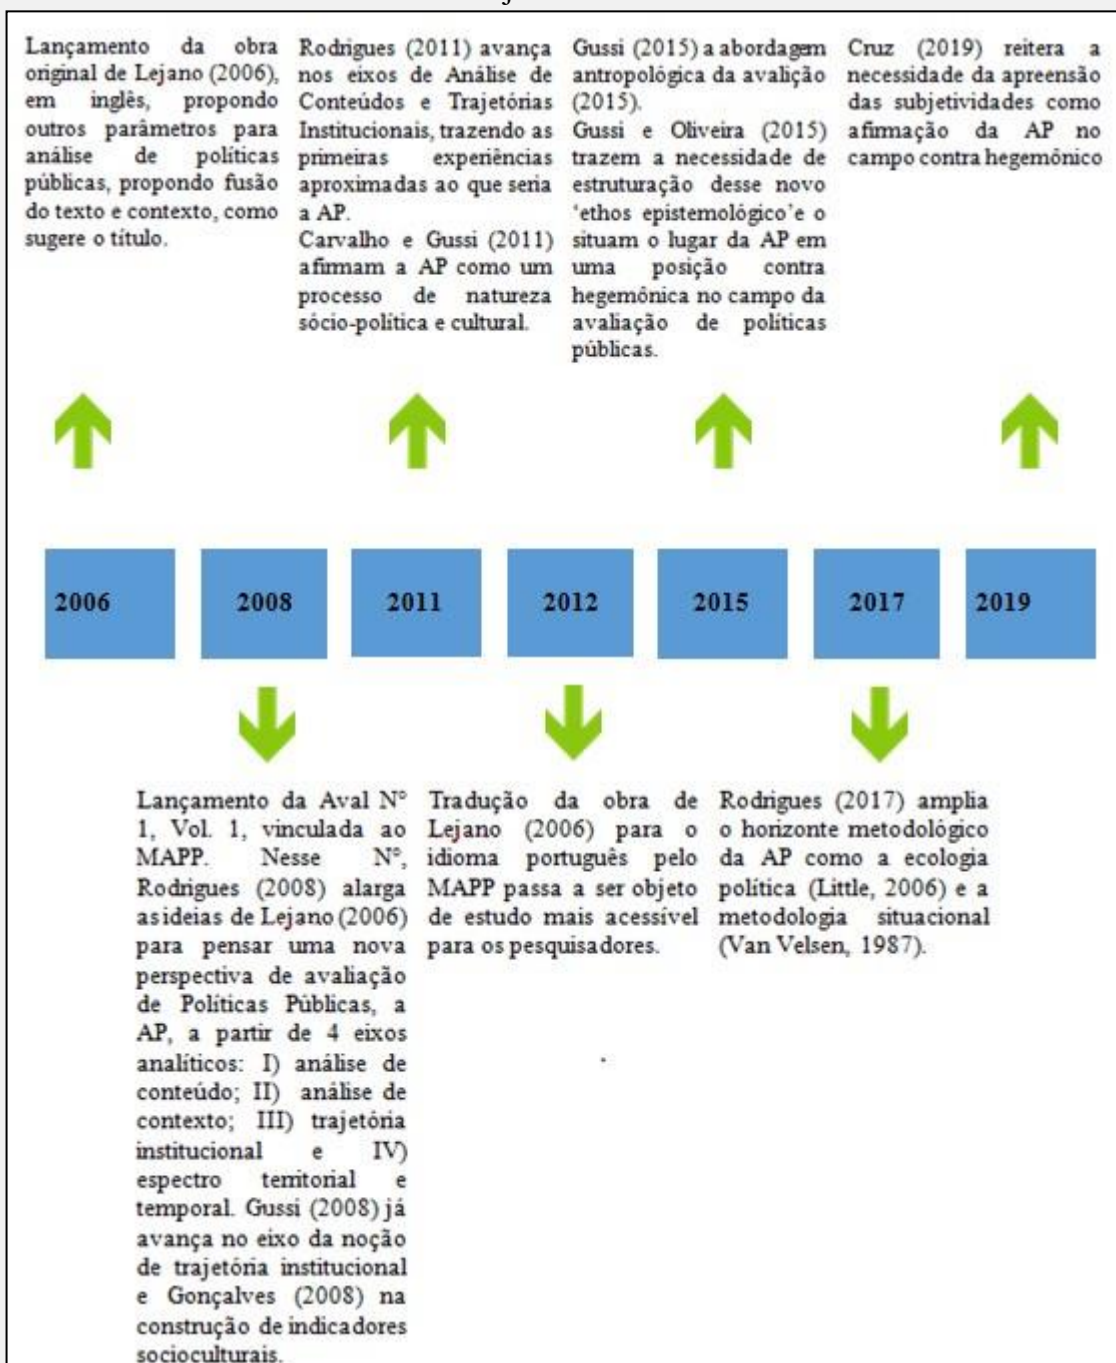 Lançamento da obra
original de Lejano (2006),
em inglês, propondo
outros parâmetros para
análise de políticas
públicas, propondo fusão
do texto e contexto, como
sugere o título.
Rodrigues (2011) avança
nos eixos de Análise de
Conteúdos e Trajetórias
Institucionais, trazendo as
primeiras experiências
aproximadas ao que seria
a AP.
Carvalho e Gussi (2011)
afirmam a AP como um
processo de natureza
sócio-política e cultural.
Gussi (2015) a abordagem
antropológica da avalição
(2015).
Gussi e Oliveira (2015)
trazem a necessidade de
estruturação desse novo
‘ethos epistemológico’e o
situam o lugar da AP em
uma posição contra
hegemônica no campo da
avaliação de políticas
públicas.
Cruz (2019) reitera a
necessidade da apreensão
das subjetividades como
afirmação da AP no
campo contra hegemônico
2006
2008
2011
2012
2015
2017
2019
Lançamento da Aval N°
1, Vol. 1, vinculada ao
MAPP. Nesse N°,
Rodrigues (2008) alarga
as ideias de Lejano (2006)
para pensar uma nova
perspectiva de avaliação
de Políticas Públicas, a
AP, a partir de 4 eixos
analíticos: I) análise de
conteúdo; II) análise de
contexto; III) trajetória
institucional e IV)
espectro territorial e
temporal. Gussi (2008) já
avança no eixo da noção
de trajetória institucional
e Gonçalves (2008) na
construção de indicadores
socioculturais.
Tradução da obra de
Lejano (2006) para o
idioma português pelo
MAPP passa a ser objeto
de estudo mais acessível
para os pesquisadores.
Rodrigues (2017) amplia
o horizonte metodológico
da AP como a ecologia
política (Little, 2006) e a
metodologia situacional
(Van Velsen, 1987).